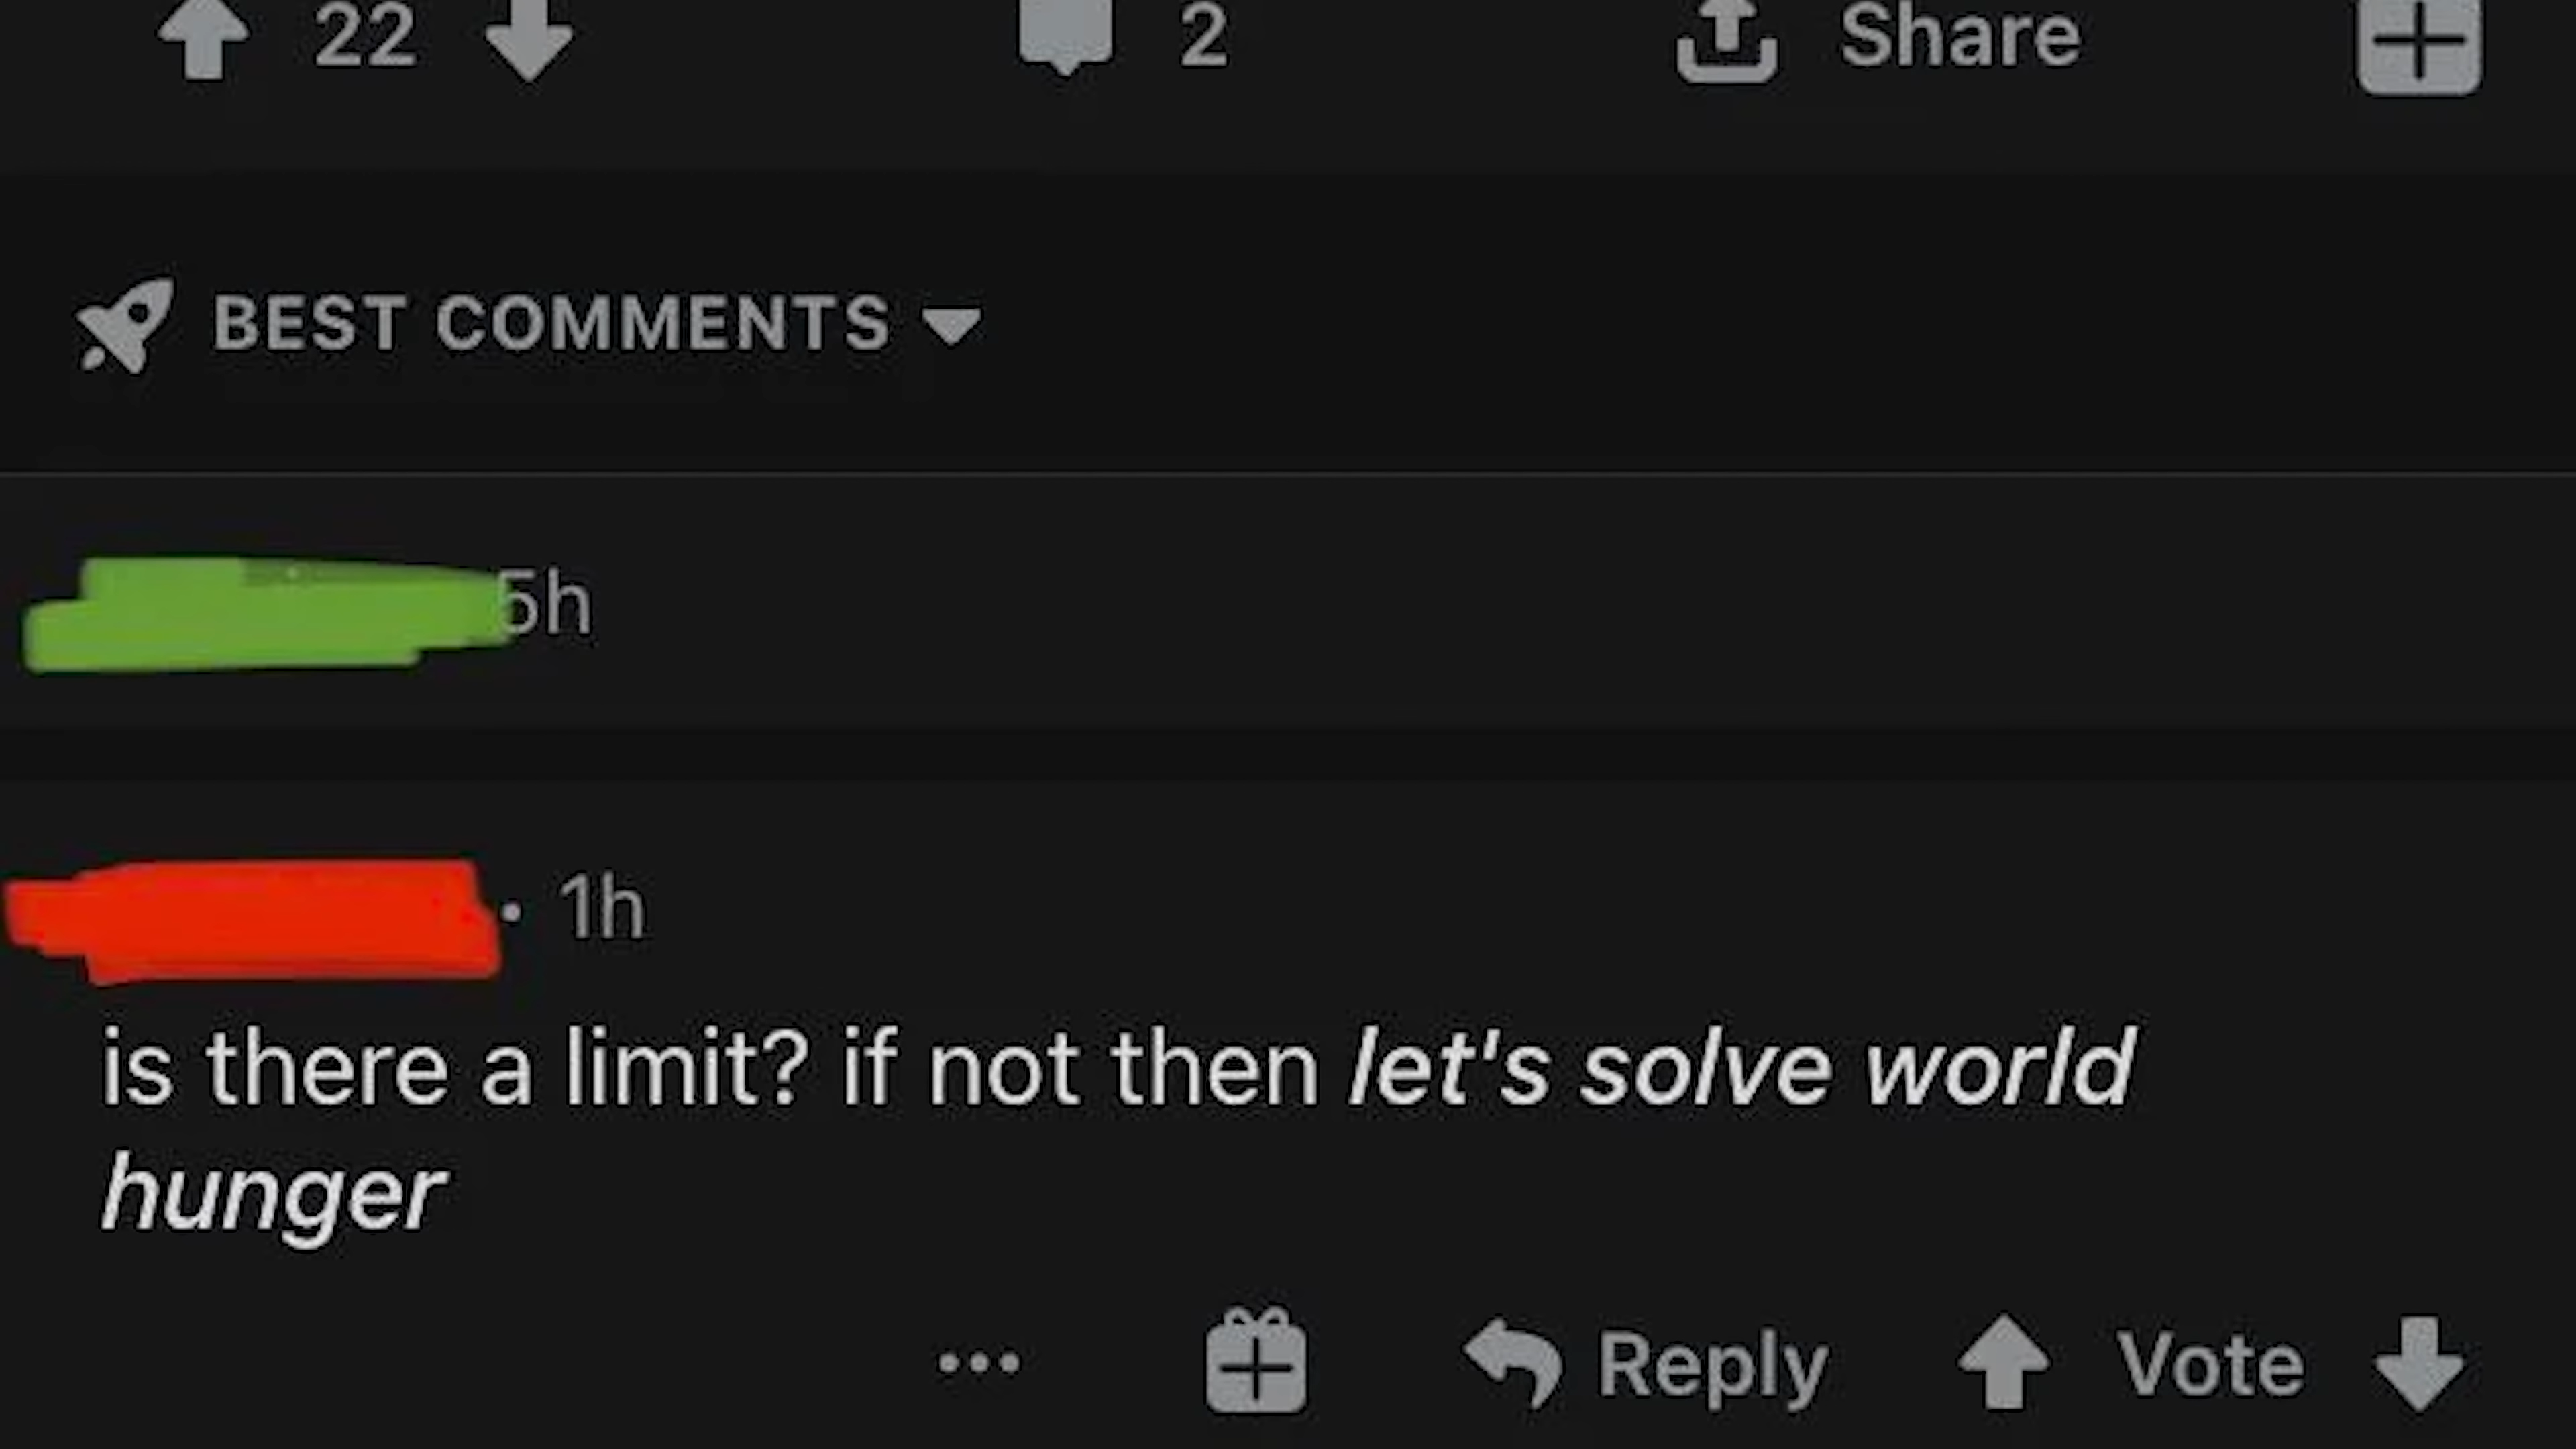 22 2 Share
BEST COMMENTS
5h
• 1h
is there a limit? if not then let's solve world
hunger
... Reply Vote